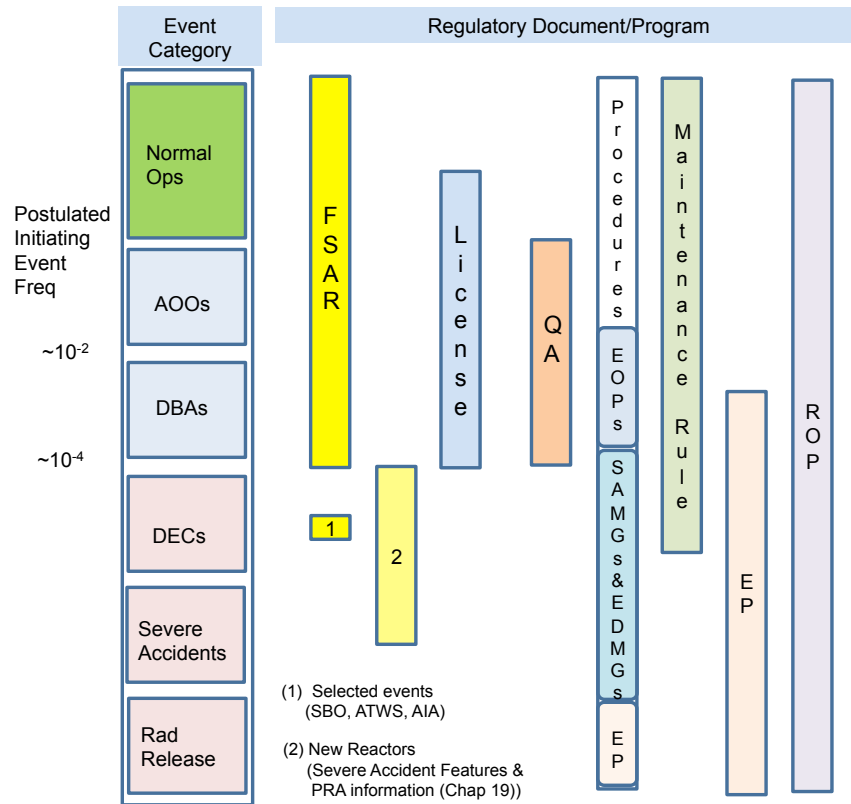 Event
Category
Regulatory Document/Program
Postulated
Initiating
Event
Freq
~10-2
~10-4
Normal
Ops
AOOs
DBAs
DECs
Severe
Accidents
Rad
Release
FSAR
1
2
License
QA
Procedures
EOPs
SAMGs&EDMGs
EP
Maintenance Rule
EP
ROP
(1) Selected events
(SBO, ATWS, AIA)
(2) New Reactors
(Severe Accident Features &
PRA information (Chap 19))